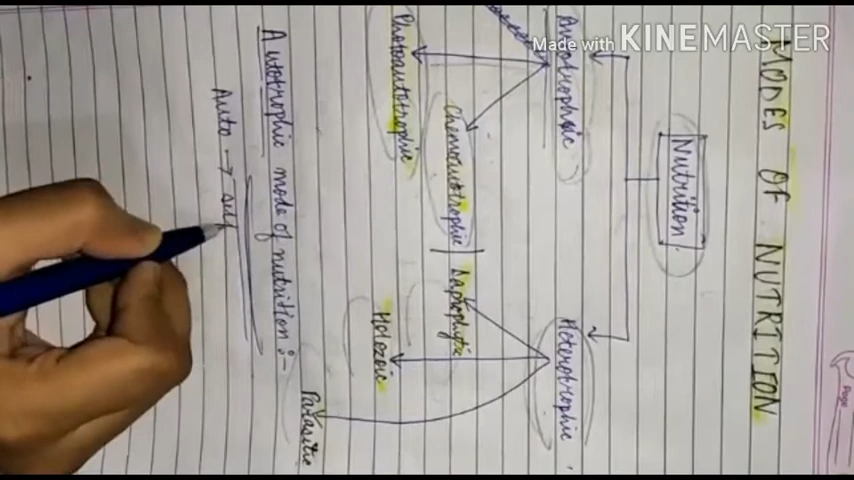 Made with KINEMASTER
Page
MODES OF NUTRITION
Nutrition
Autotrophic
Heterotrophic
Photoautotrophic
Chemoautotrophic
Saprophytic
Holozoic
Parasitic
Autotrophic mode of nutrition :-
Auto → self